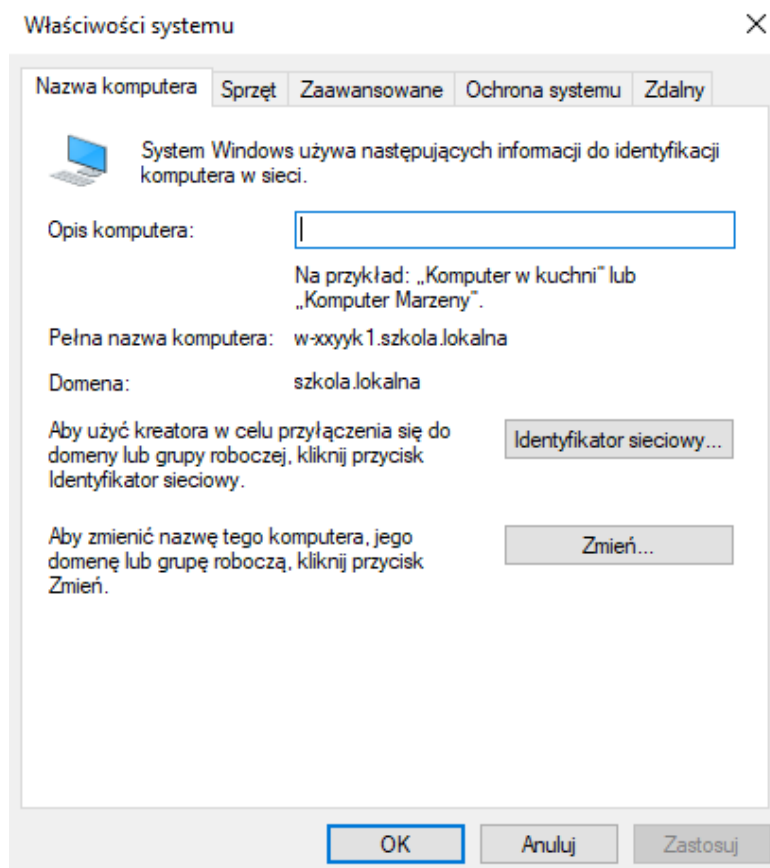 Właściwości systemu
Nazwa komputera
Sprzęt
Zaawansowane
Ochrona systemu
Zdalny
System Windows używa następujących informacji do identyfikacji
komputera w sieci.
Opis komputera:
Na przykład: „Komputer w kuchni” lub
„Komputer Marzeny”.
Pełna nazwa komputera: w-xxyyk1.szkola.lokalna
Domena: szkola.lokalna
Aby użyć kreatora w celu przyłączenia się do
domeny lub grupy roboczej, kliknij przycisk
Identyfikator sieciowy.
Identyfikator sieciowy...
Aby zmienić nazwę tego komputera, jego
domenę lub grupę roboczą, kliknij przycisk
Zmień.
Zmień...
OK
Anuluj
Zastosuj